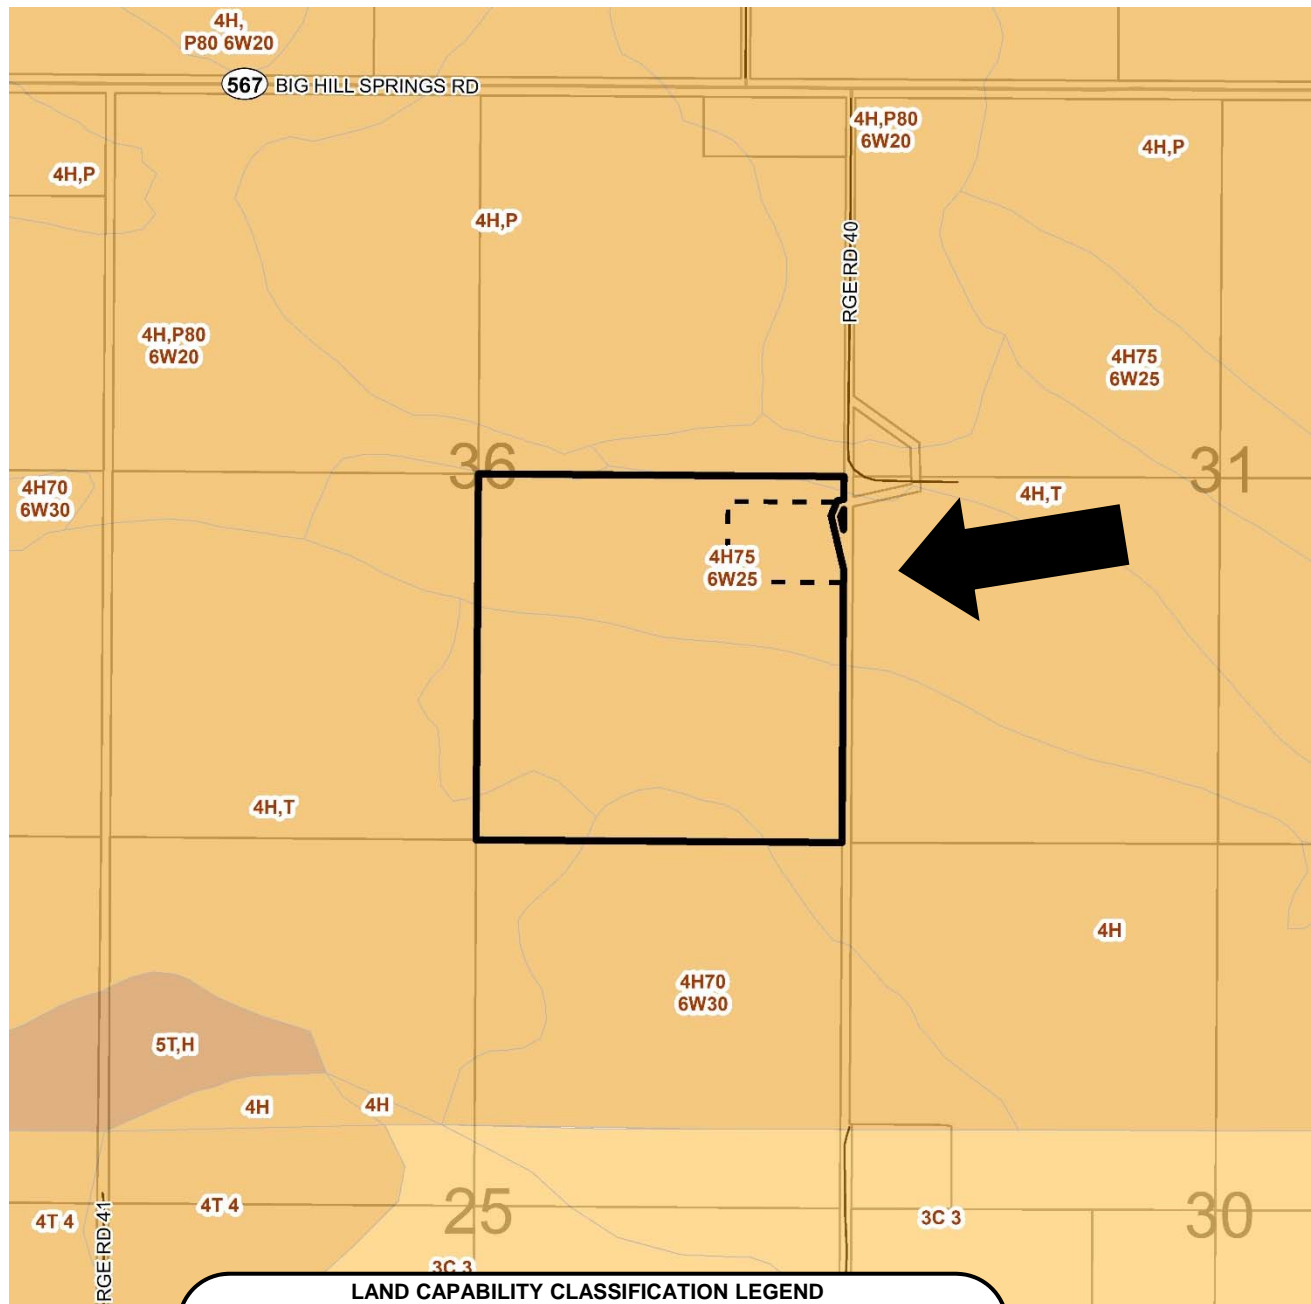 4H,
P80 6W20
567 BIG HILL SPRINGS RD
4H,P80
6W20
4H,P
4H,P
4H,P
RGE RD 40
4H,P80
6W20
4H75
6W25
36
31
4H70
6W30
4H,T
4H75
6W25
4H,T
4H
4H70
6W30
5T,H
4H
4H
4T 4
4T 4
25
3C 3
30
RGE RD 41
3C 3
LAND CAPABILITY CLASSIFICATION LEGEND